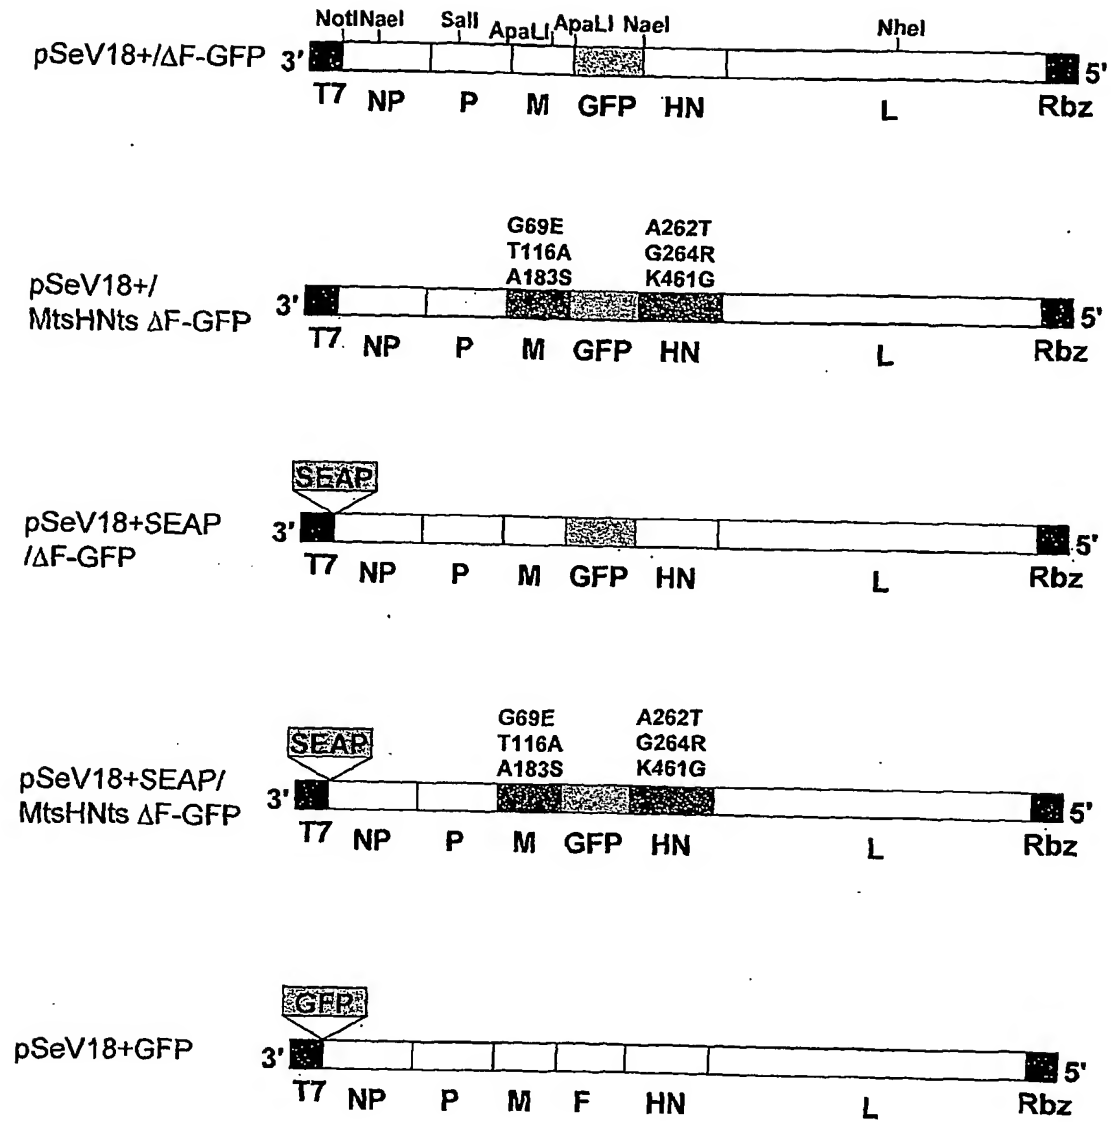 NotI NaeI SalI ApaLI ApaLI NaeI NheI
pSeV18+/ΔF-GFP 3' 5'
T7 NP P M GFP HN L Rbz
G69E A262T
T116A G264R
A183S K461G
pSeV18+/
MtsHNts ΔF-GFP
3' 5'
T7 NP P M GFP HN L Rbz
SEAP
pSeV18+SEAP
/ΔF-GFP
3' 5'
T7 NP P M GFP HN L Rbz
G69E A262T
T116A G264R
A183S K461G
SEAP
pSeV18+SEAP/
MtsHNts ΔF-GFP
3' 5'
T7 NP P M GFP HN L Rbz
GFP
pSeV18+GFP 3' 5'
T7 NP P M F HN L Rbz